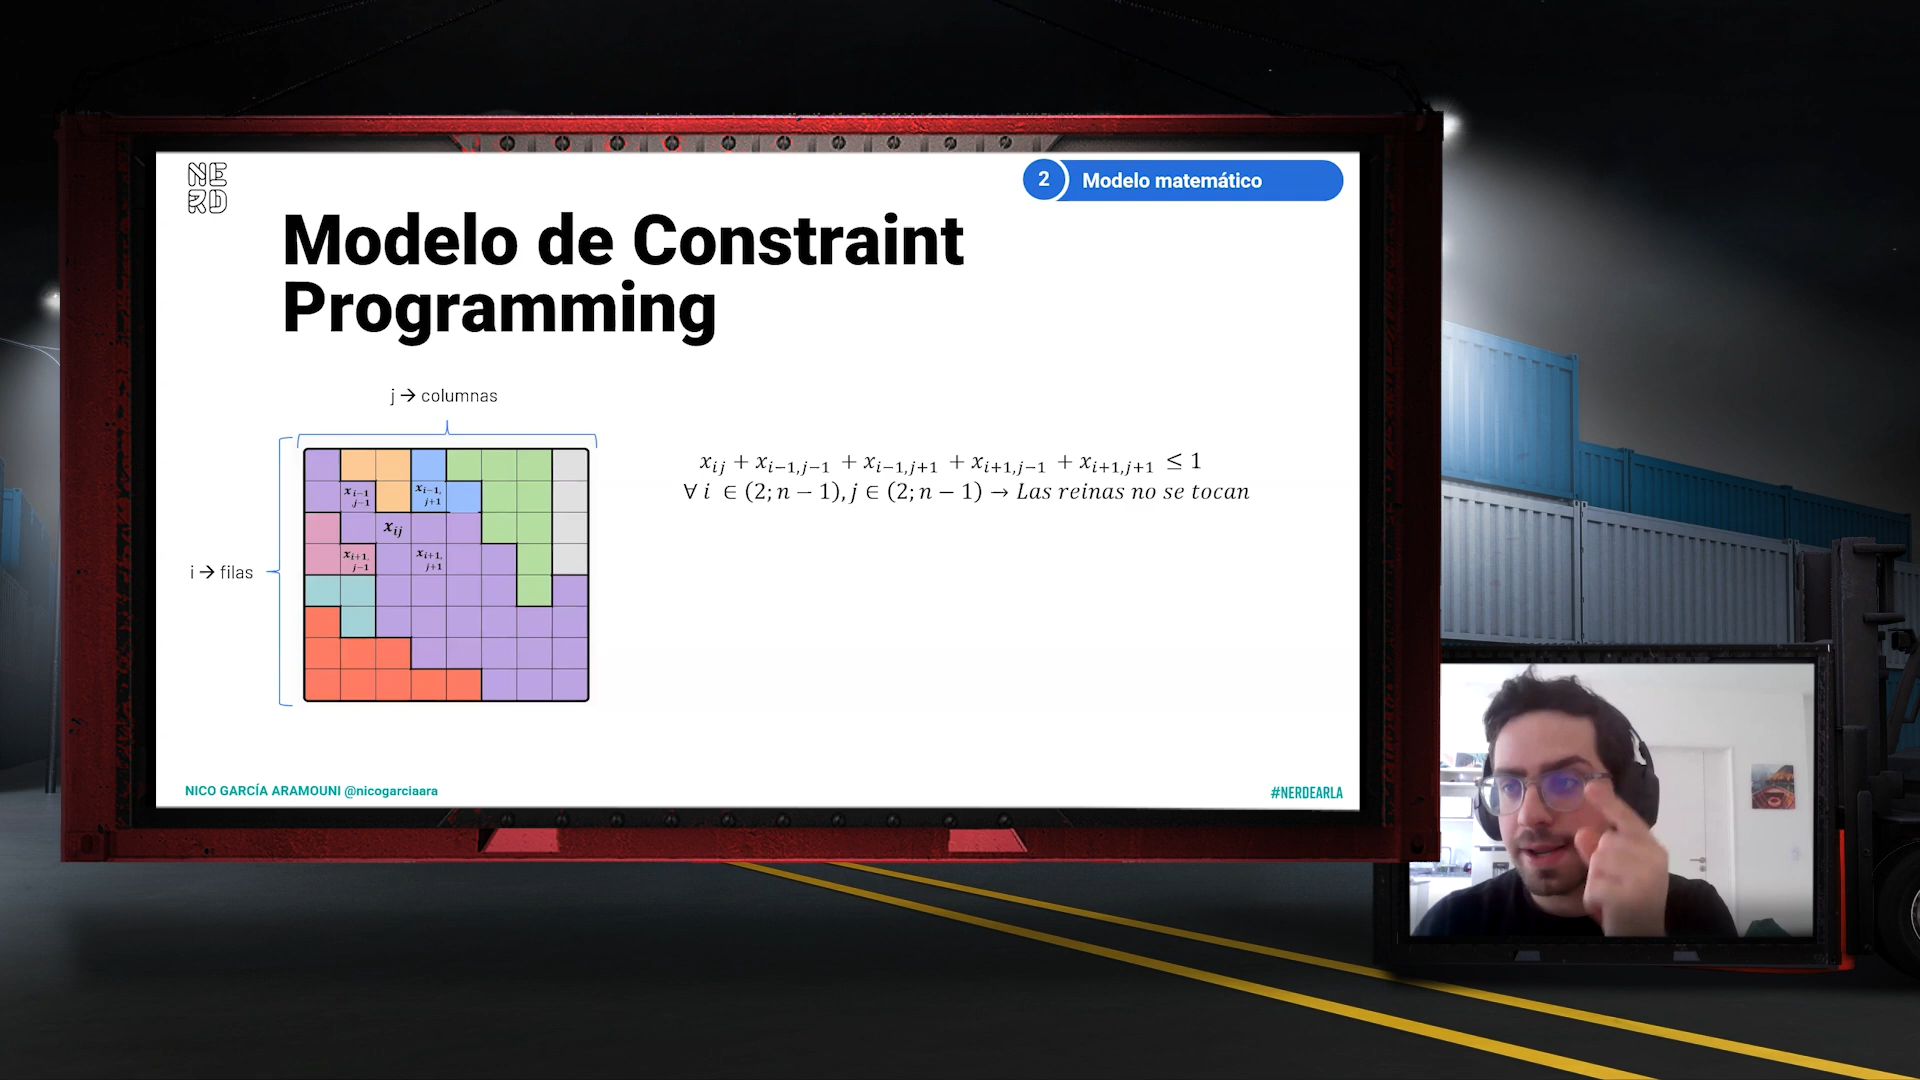 NE
RD
2 Modelo matemático
Modelo de Constraint
Programming
j → columnas
i → filas
x_{i-1, j-1}
x_{i-1, j+1}
x_{ij}
x_{i+1, j-1}
x_{i+1, j+1}
x_{ij} + x_{i-1,j-1} + x_{i-1,j+1} + x_{i+1,j-1} + x_{i+1,j+1} ≤ 1
∀ i ∈ (2; n − 1), j ∈ (2; n − 1) → Las reinas no se tocan
NICO GARCÍA ARAMOUNI @nicogarciaara
#NERDEARLA